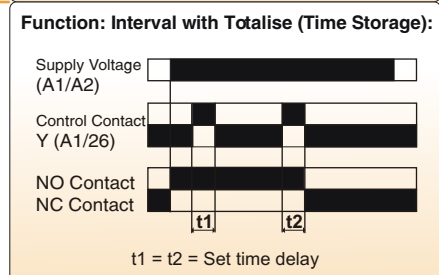 Function: Interval with Totalise (Time Storage):
Supply Voltage
(A1/A2)
Control Contact
Y (A1/26)
NO Contact
NC Contact
t1
t2
t1 = t2 = Set time delay